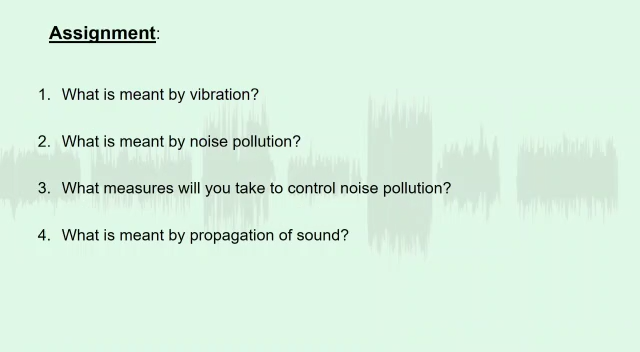 Assignment:
1. What is meant by vibration?
2. What is meant by noise pollution?
3. What measures will you take to control noise pollution?
4. What is meant by propagation of sound?